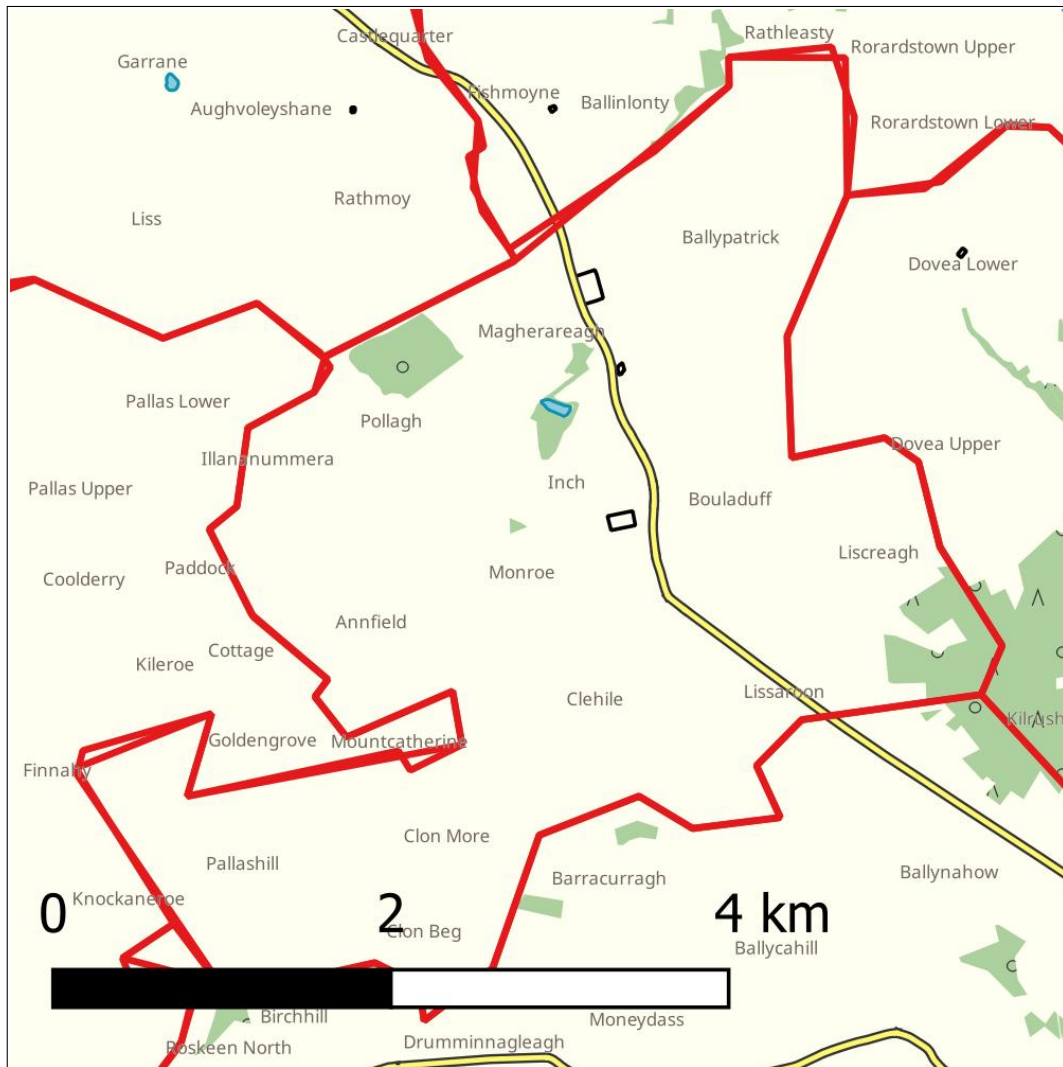 Rathleasty
Castlequarter
Rorardstown Upper
Garrane
Fishmoyne
Ballinlonty
Aughvoleyshane
Rorardstown Lower
Rathmoy
Liss
Ballypatrick
Dovea Lower
Magherareagh
Pallas Lower
Pollagh
Dovea Upper
Illananummera
Inch
Pallas Upper
Bouladuff
Liscreagh
Paddock
Monroe
Coolderry
Annfield
Cottage
Kileroe
Lissaroon
Clehile
Kilrush
Goldengrove
Mountcatherine
Finnahy
Clon More
Pallashill
Ballynahow
Barracurragh
Knockaneroe
0 2 4 km
Clon Beg
Ballycahill
Birchhill
Moneydass
Drumminnagleagh
Roskeen North